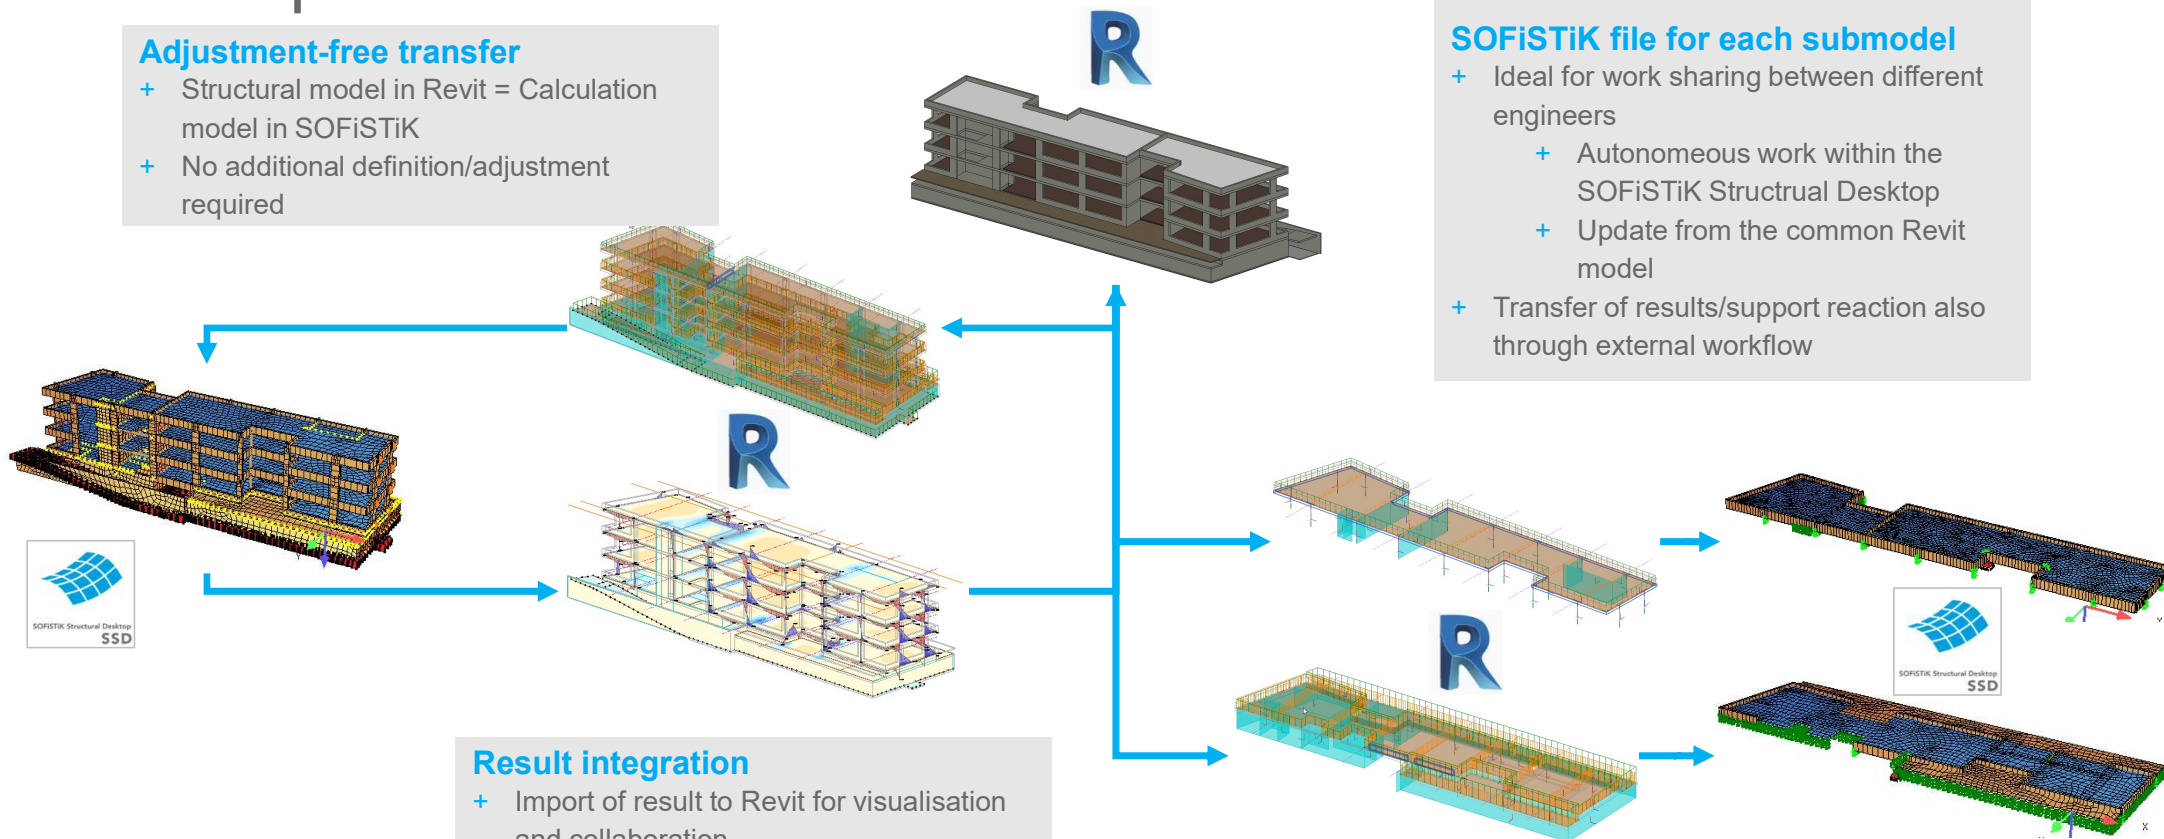 Adjustment-free transfer
+ Structural model in Revit = Calculation
model in SOFiSTiK
+ No additional definition/adjustment
required
R
SOFiSTiK file for each submodel
+ Ideal for work sharing between different
engineers
+ Autonomeous work within the
SOFiSTiK Structrual Desktop
+ Update from the common Revit
model
+ Transfer of results/support reaction also
through external workflow
R
SOFiSTiK Structural Desktop
SSD
R
SOFiSTiK Structural Desktop
SSD
Result integration
+ Import of result to Revit for visualisation
and collaboration
X